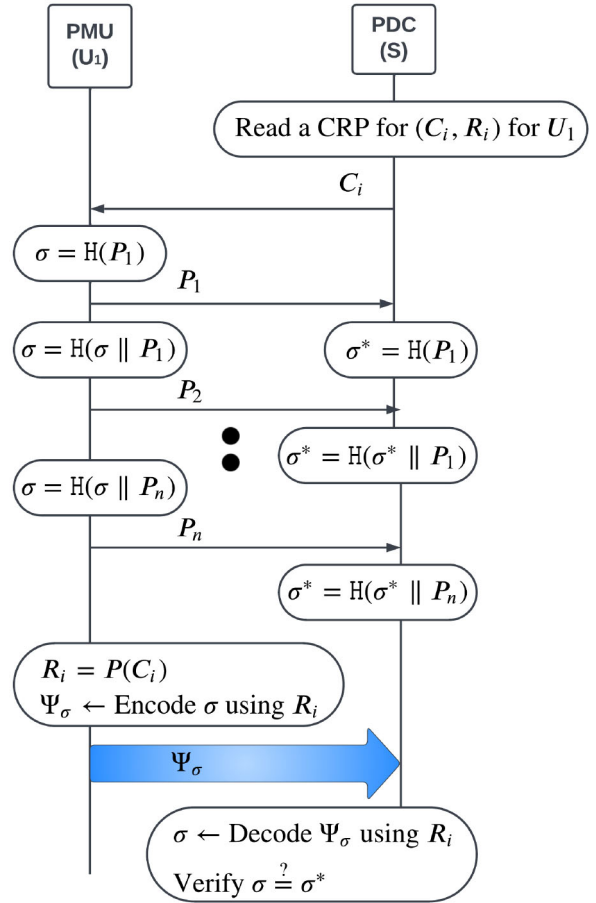 PMU
(U₁)
PDC
(S)
Read a CRP for (Cᵢ, Rᵢ) for U₁
Cᵢ
σ = H(P₁)
P₁
σ = H(σ ∥ P₁)
σ* = H(P₁)
P₂
σ* = H(σ* ∥ P₁)
σ = H(σ ∥ Pₙ)
Pₙ
σ* = H(σ* ∥ Pₙ)
Rᵢ = P(Cᵢ)
Ψσ ← Encode σ using Rᵢ
Ψσ
σ ← Decode Ψσ using Rᵢ
Verify σ ≟ σ*